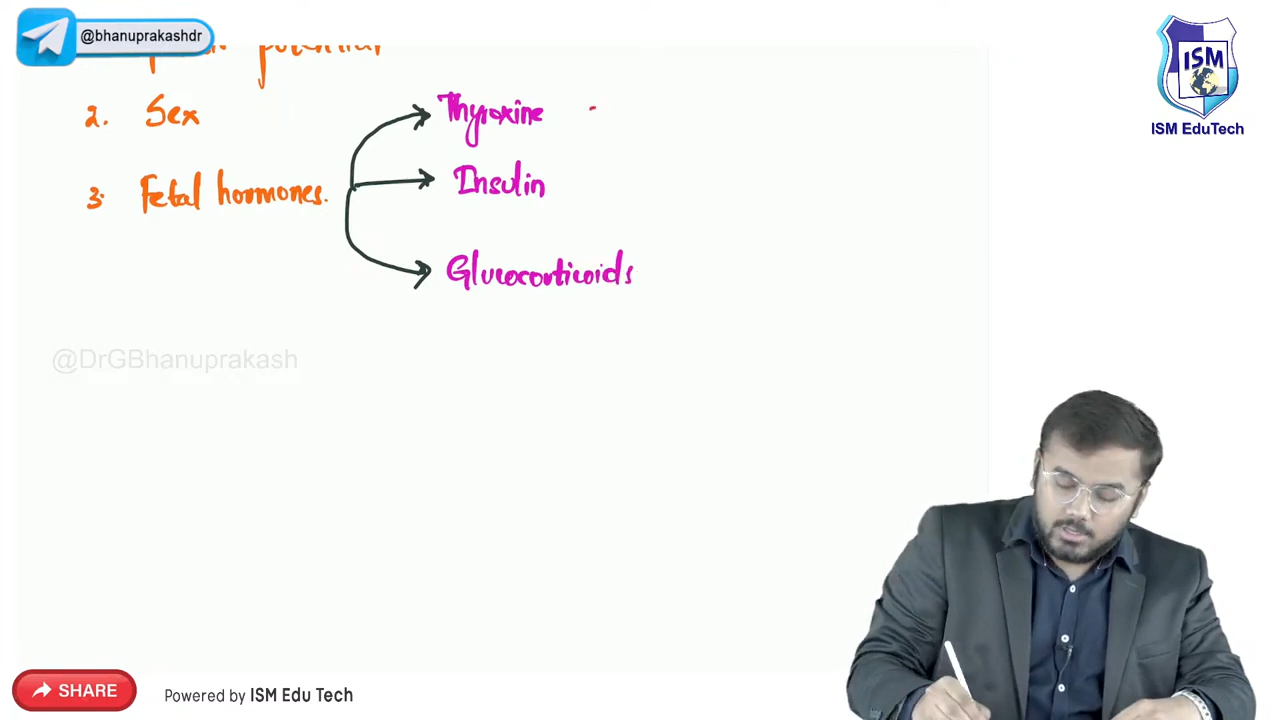 @bhanuprakashdr
potential
2. Sex
3. Fetal hormones.
Thyroxine -
Insulin
Glucocorticoids
@DrGBhanuprakash
ISM
ISM EduTech
SHARE
Powered by ISM Edu Tech